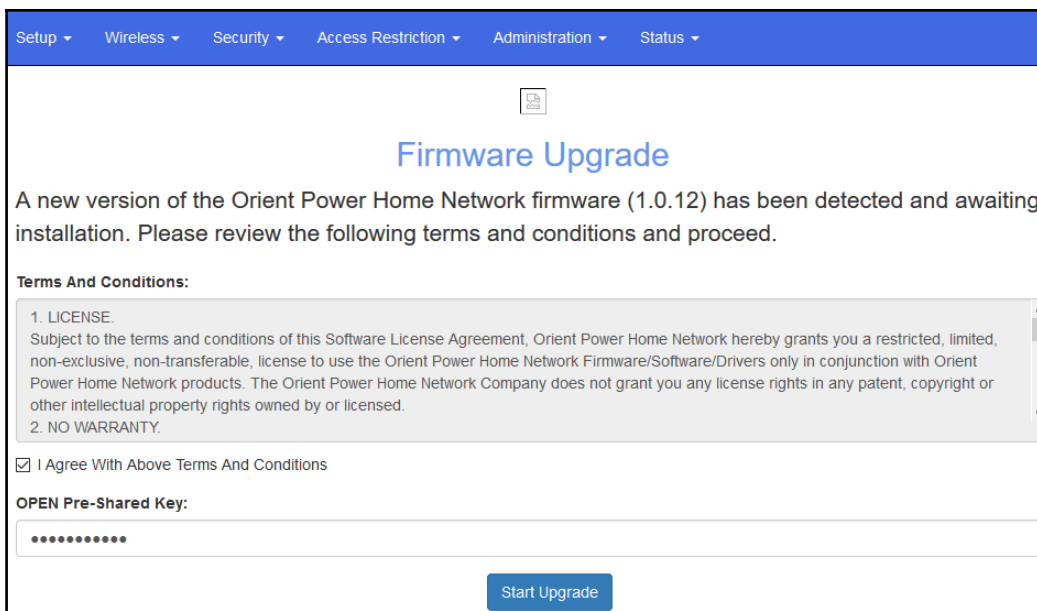 Setup Wireless Security Access Restriction Administration Status
Firmware Upgrade
A new version of the Orient Power Home Network firmware (1.0.12) has been detected and awaiting
installation. Please review the following terms and conditions and proceed.
Terms And Conditions:
1. LICENSE.
Subject to the terms and conditions of this Software License Agreement, Orient Power Home Network hereby grants you a restricted, limited,
non-exclusive, non-transferable, license to use the Orient Power Home Network Firmware/Software/Drivers only in conjunction with Orient
Power Home Network products. The Orient Power Home Network Company does not grant you any license rights in any patent, copyright or
other intellectual property rights owned by or licensed.
2. NO WARRANTY.
I Agree With Above Terms And Conditions
OPEN Pre-Shared Key:
•••••••••••
Start Upgrade